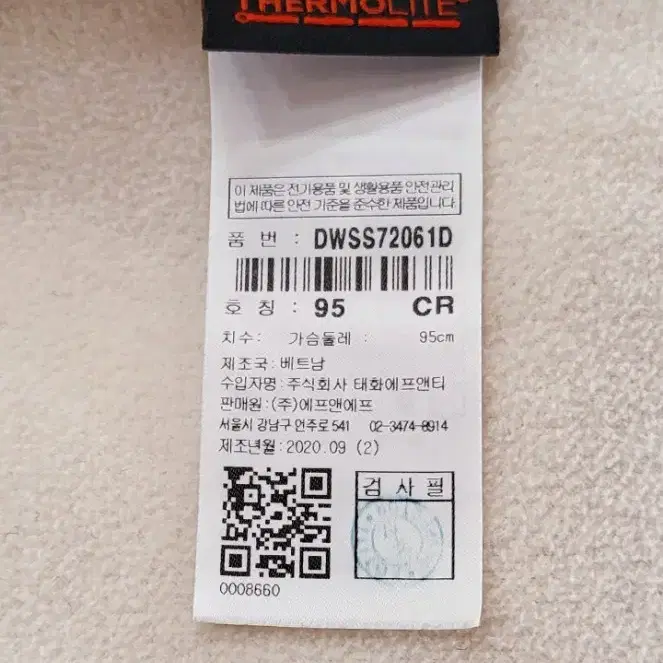 THERMOLITE®
이 제품은 전기용품 및 생활용품 안전관리
법에 따른 안전 기준을 준수한 제품입니다.
품 번 : DWSS72061D
호 칭 : 95 CR
치수: 가슴둘레 : 95cm
제조국: 베트남
수입자명: 주식회사 태화에프앤티
판매원: (주)에프앤에프
서울시 강남구 언주로 541 02-3474-8914
제조년월: 2020.09 (2)
검 사 필
0008660